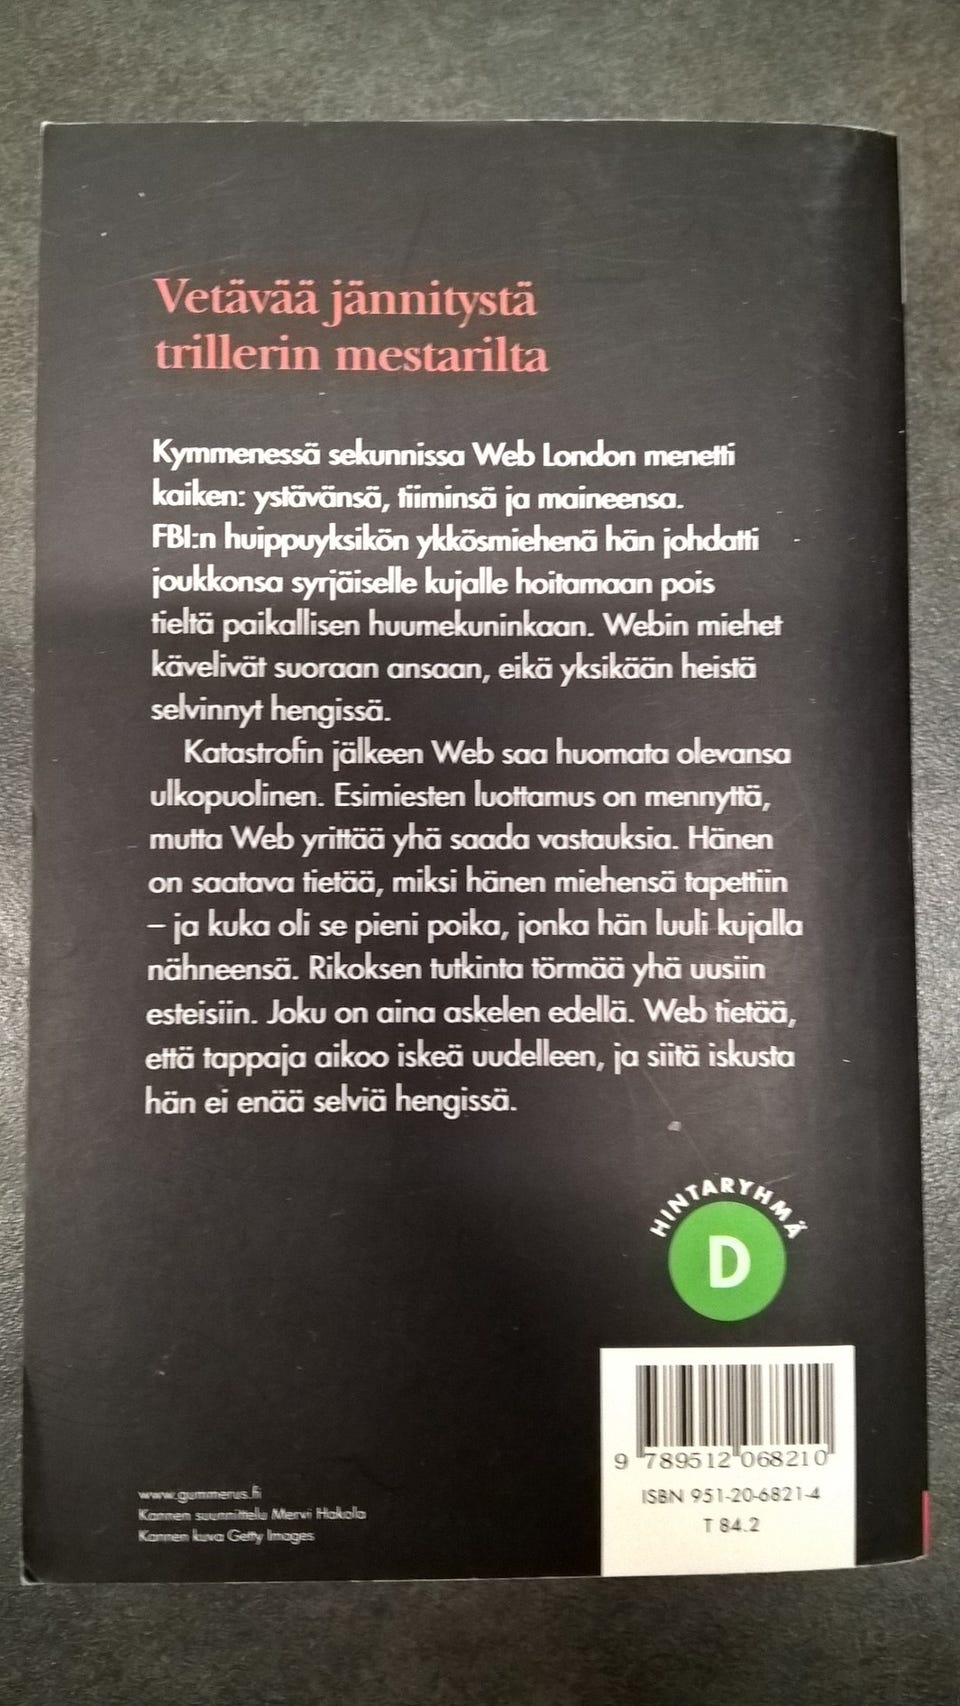 Vetävää jännitystä
trillerin mestarilta
Kymmenessä sekunnissa Web London menetti
kaiken: ystävänsä, tiiminsä ja maineensa.
FBI:n huippuyksikön ykkösmiehenä hän johdatti
joukkonsa syrjäiselle kujalle hoitamaan pois
tieltä paikallisen huumekuninkaan. Webin miehet
kävelivät suoraan ansaan, eikä yksikään heistä
selvinnyt hengissä.
Katastrofin jälkeen Web saa huomata olevansa
ulkopuolinen. Esimiesten luottamus on mennyttä,
mutta Web yrittää yhä saada vastauksia. Hänen
on saatava tietää, miksi hänen miehensä tapettiin
– ja kuka oli se pieni poika, jonka hän luuli kujalla
nähneensä. Rikoksen tutkinta törmää yhä uusiin
esteisiin. Joku on aina askelen edellä. Web tietää,
että tappaja aikoo iskeä uudelleen, ja siitä iskusta
hän ei enää selviä hengissä.
HINTARYHMÄ
D
9 789512 068210
ISBN 951-20-6821-4
T 84.2
www.gummerus.fi
Kannen suunnittelu Mervi Hakola
Kannen kuva Getty Images